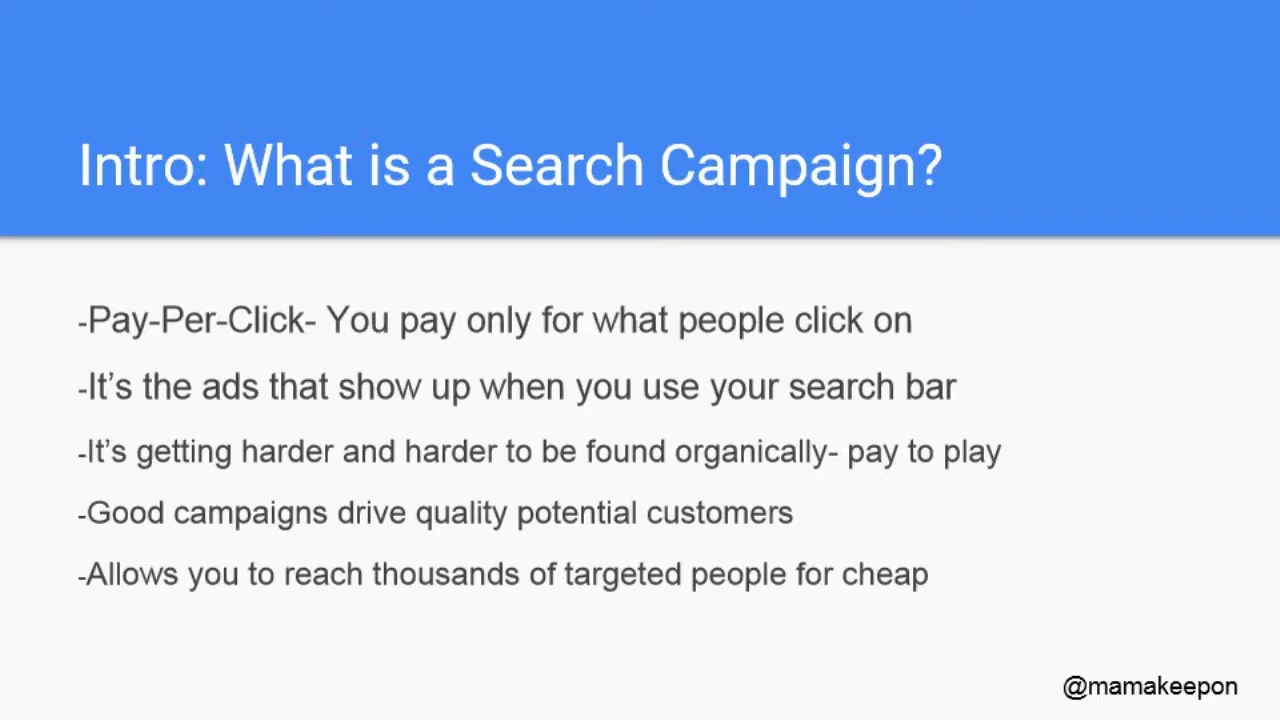 Intro: What is a Search Campaign?
-Pay-Per-Click- You pay only for what people click on
-It’s the ads that show up when you use your search bar
-It’s getting harder and harder to be found organically- pay to play
-Good campaigns drive quality potential customers
-Allows you to reach thousands of targeted people for cheap
@mamakeepon